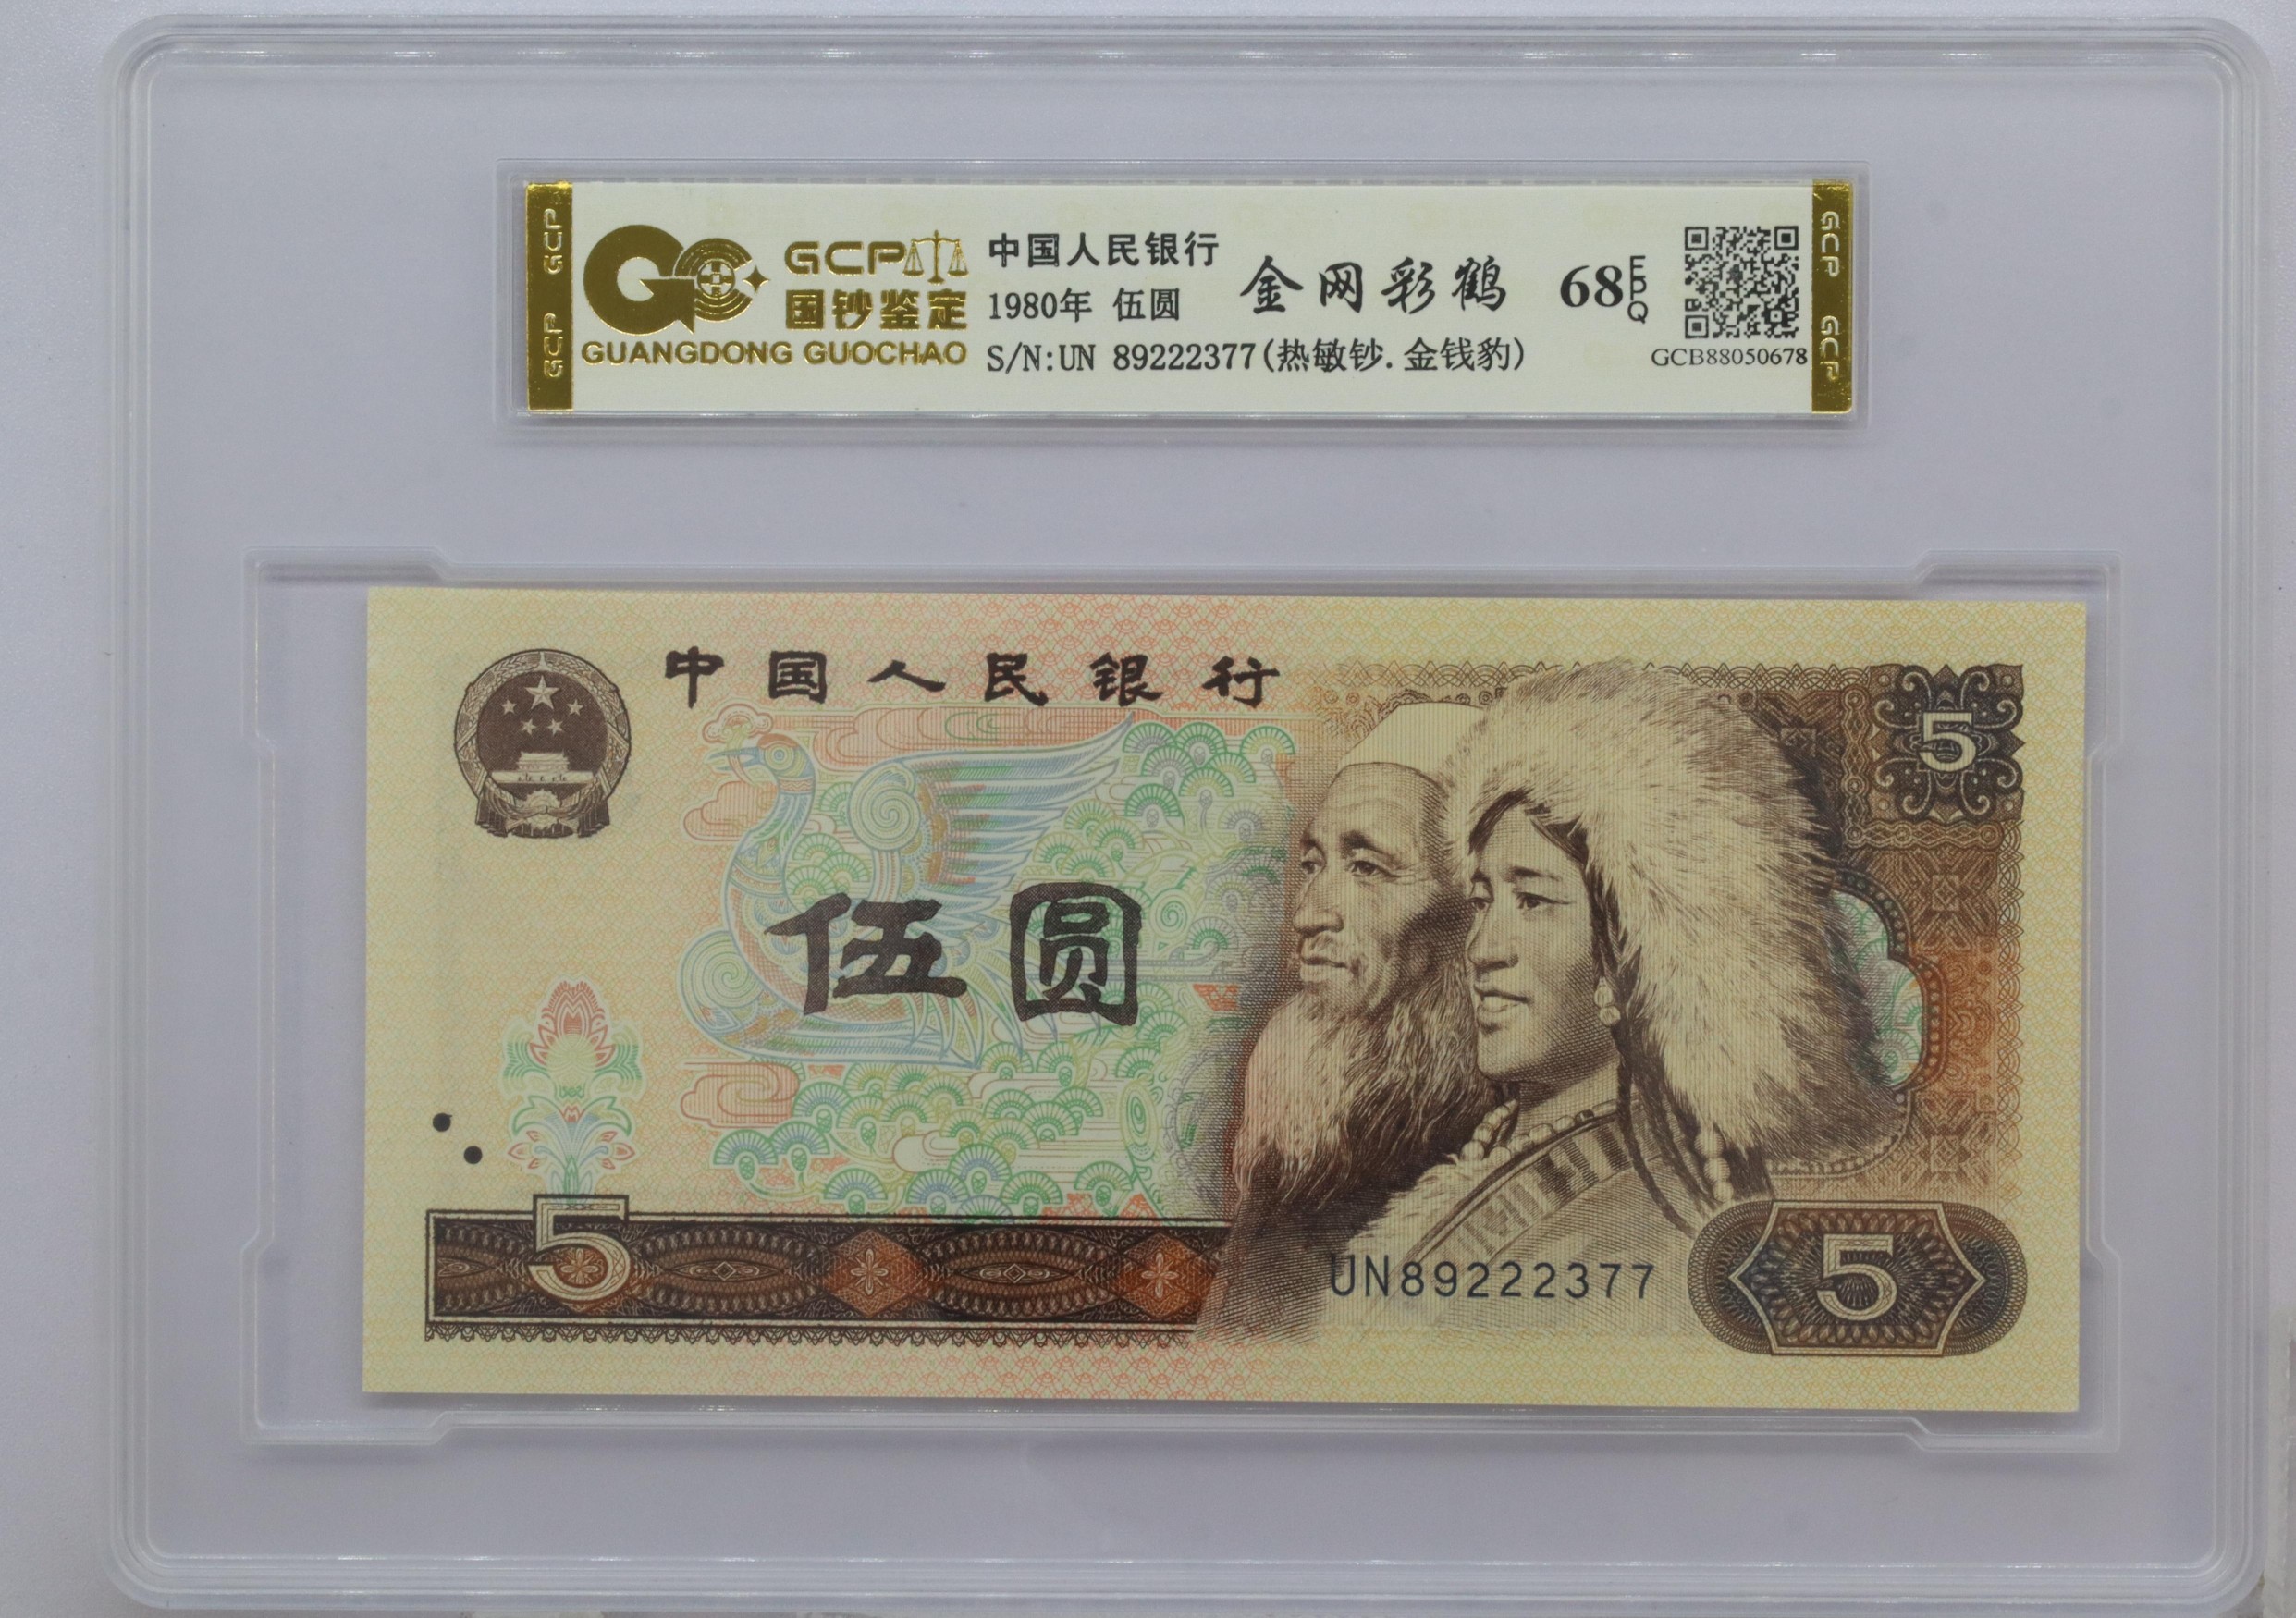 GCP GCP
GCP
国钞鉴定
GUANGDONG GUOCHAO
中国人民银行
1980年 伍圆
S/N:UN 89222377(热敏钞.金钱豹)
金网彩鹤
68EPQ
GCB88050678
GCP GCP
中国人民银行
5
伍圆
5
UN89222377
5